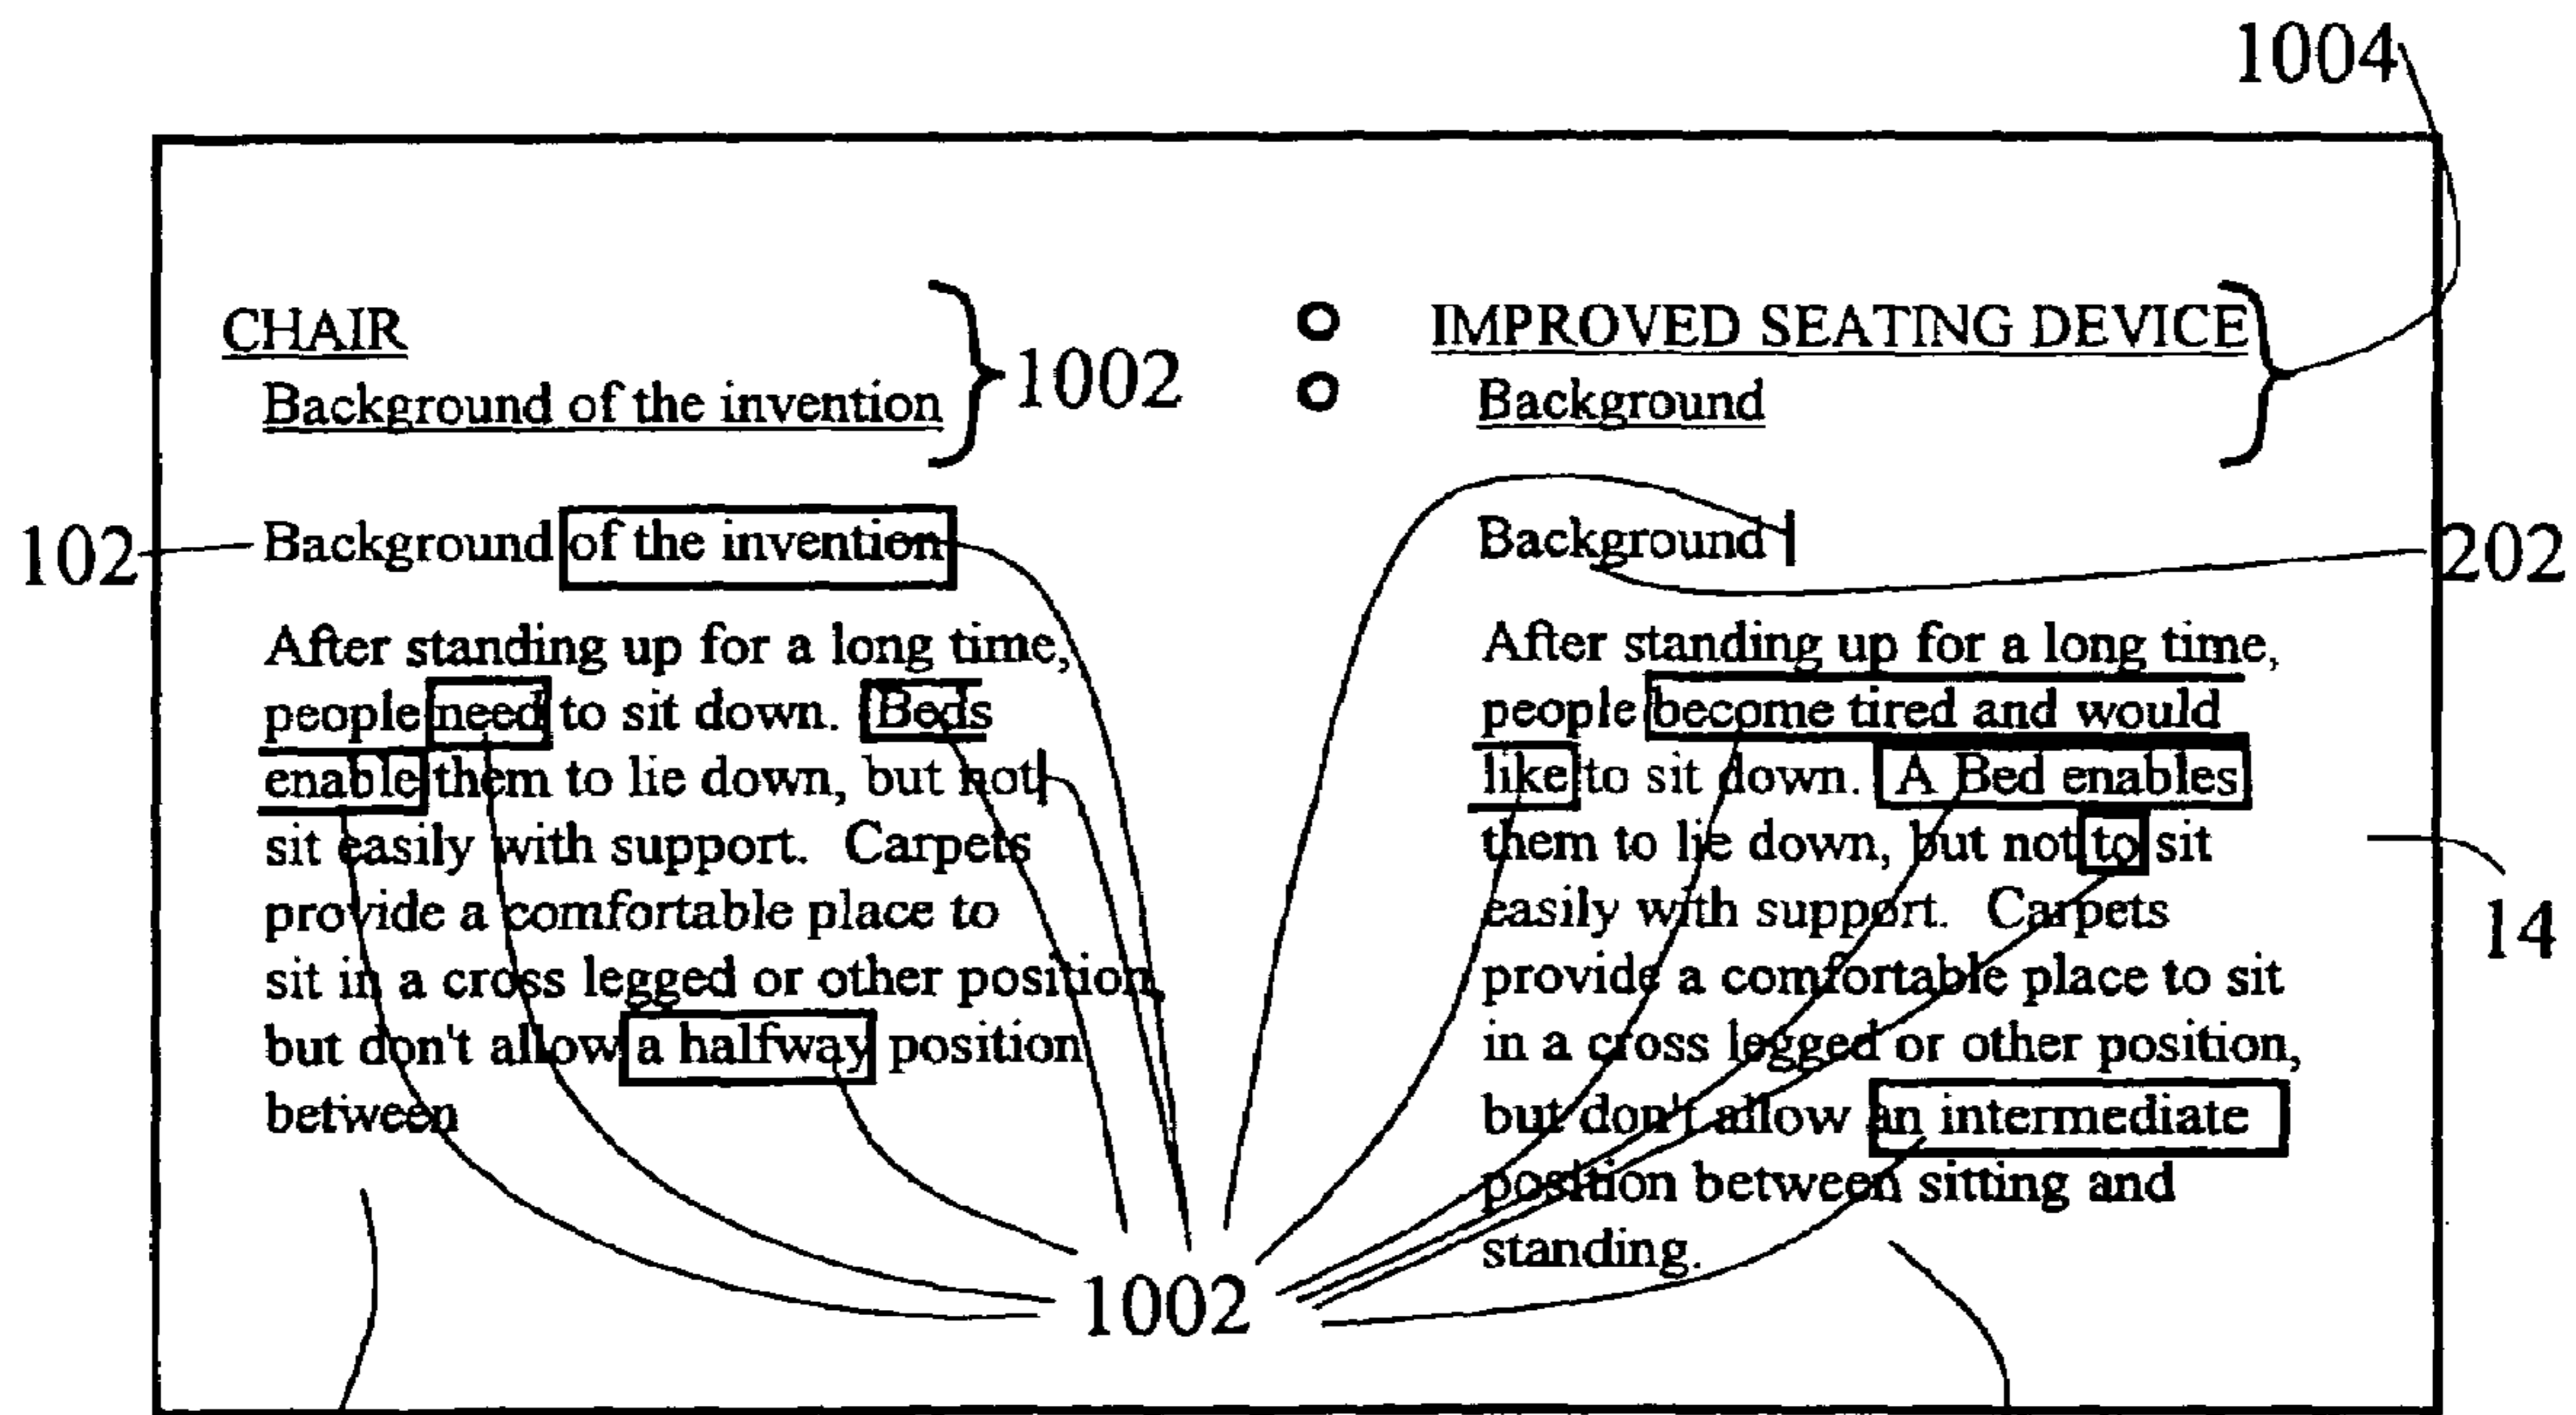 1004
CHAIR
Background of the invention
1002
IMPROVED SEATING DEVICE
Background
102
Background of the invention
After standing up for a long time,
people need to sit down. Beds
enable them to lie down, but not
sit easily with support. Carpets
provide a comfortable place to
sit in a cross legged or other position,
but don't allow a halfway position
between
Background
202
After standing up for a long time,
people become tired and would
like to sit down. A Bed enables
them to lie down, but not to sit
easily with support. Carpets
provide a comfortable place to sit
in a cross legged or other position,
but don't allow an intermediate
position between sitting and
standing.
14
1002